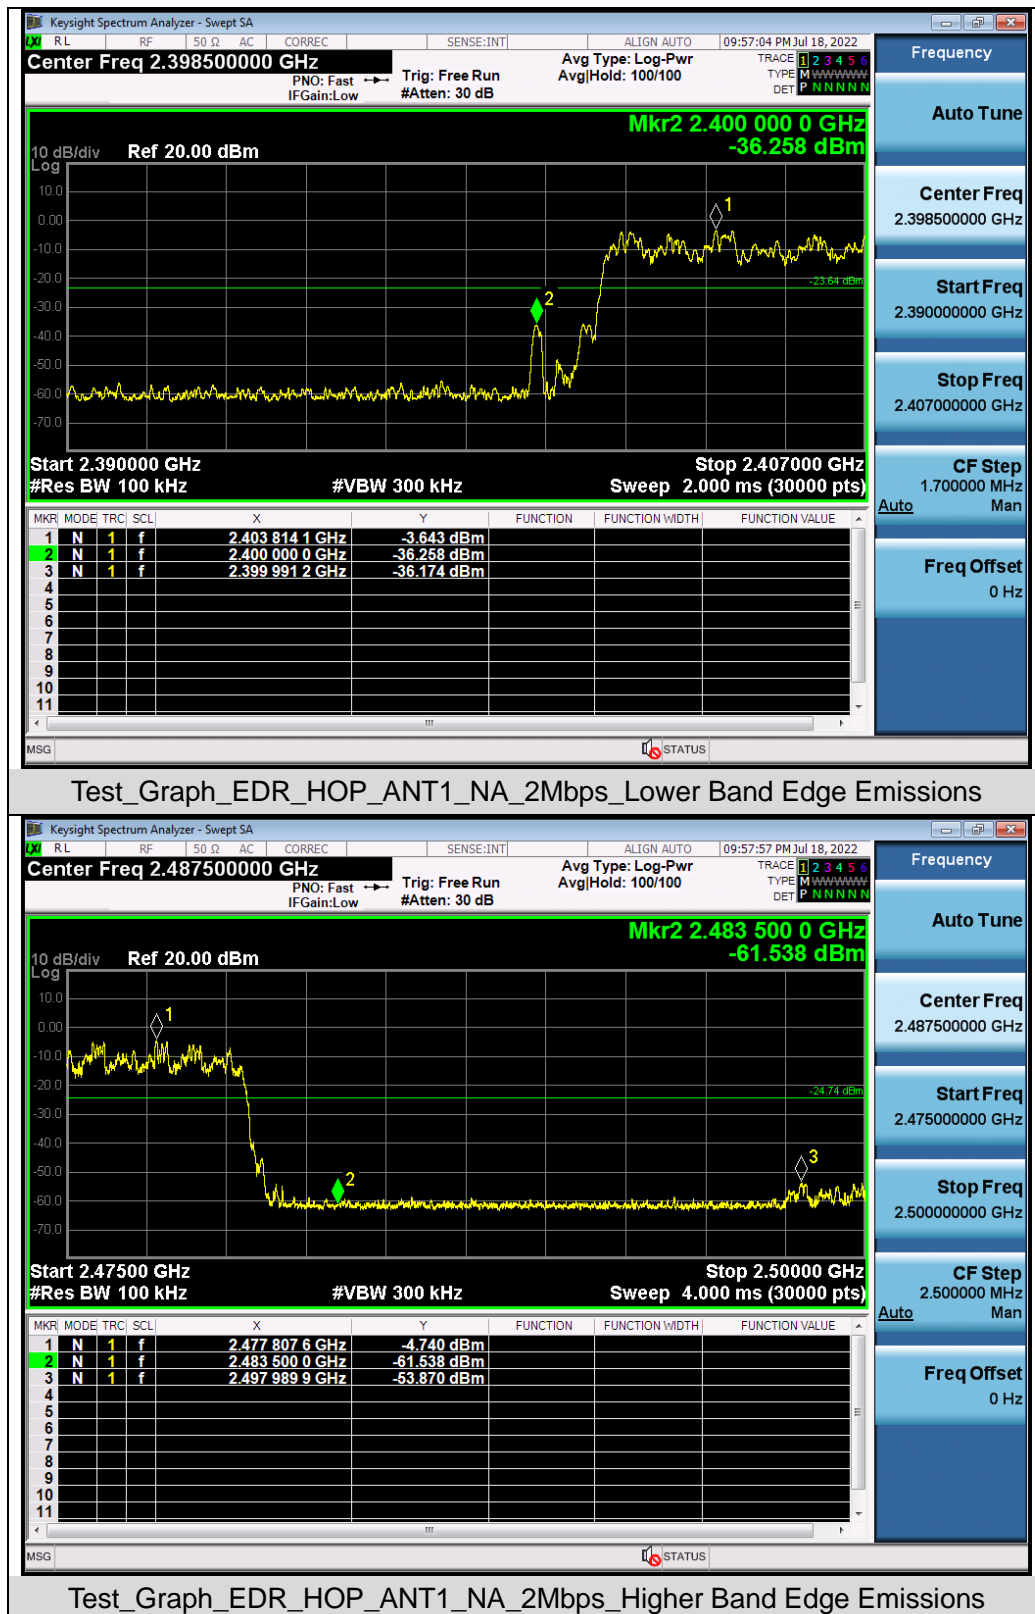 Keysight Spectrum Analyzer - Swept SA
LXI RL RF 50 Ω AC CORREC SENSE:INT ALIGN AUTO 09:57:04 PM Jul 18, 2022
Center Freq 2.398500000 GHz
PNO: Fast
IFGain:Low
Trig: Free Run
#Atten: 30 dB
Avg Type: Log-Pwr
Avg|Hold: 100/100
TRACE 1 2 3 4 5 6
TYPE M W W W W W
DET P N N N N N
Mkr2 2.400 000 0 GHz
-36.258 dBm
10 dB/div Ref 20.00 dBm
Log
10.0
0.00
-10.0
-20.0
-30.0
-40.0
-50.0
-60.0
-70.0
1
2
-23.64 dBm
Start 2.390000 GHz Stop 2.407000 GHz
#Res BW 100 kHz #VBW 300 kHz Sweep 2.000 ms (30000 pts)
MKR MODE TRC SCL X Y FUNCTION FUNCTION WIDTH FUNCTION VALUE
1 N 1 f 2.403 814 1 GHz -3.643 dBm
2 N 1 f 2.400 000 0 GHz -36.258 dBm
3 N 1 f 2.399 991 2 GHz -36.174 dBm
4
5
6
7
8
9
10
11
MSG STATUS
Frequency
Auto Tune
Center Freq
2.398500000 GHz
Start Freq
2.390000000 GHz
Stop Freq
2.407000000 GHz
CF Step
1.700000 MHz
Auto Man
Freq Offset
0 Hz
Test_Graph_EDR_HOP_ANT1_NA_2Mbps_Lower Band Edge Emissions
Keysight Spectrum Analyzer - Swept SA
LXI RL RF 50 Ω AC CORREC SENSE:INT ALIGN AUTO 09:57:57 PM Jul 18, 2022
Center Freq 2.487500000 GHz
PNO: Fast
IFGain:Low
Trig: Free Run
#Atten: 30 dB
Avg Type: Log-Pwr
Avg|Hold: 100/100
TRACE 1 2 3 4 5 6
TYPE M W W W W W
DET P N N N N N
Mkr2 2.483 500 0 GHz
-61.538 dBm
10 dB/div Ref 20.00 dBm
Log
10.0
0.00
-10.0
-20.0
-30.0
-40.0
-50.0
-60.0
-70.0
1
2
3
-24.74 dBm
Start 2.47500 GHz Stop 2.50000 GHz
#Res BW 100 kHz #VBW 300 kHz Sweep 4.000 ms (30000 pts)
MKR MODE TRC SCL X Y FUNCTION FUNCTION WIDTH FUNCTION VALUE
1 N 1 f 2.477 807 6 GHz -4.740 dBm
2 N 1 f 2.483 500 0 GHz -61.538 dBm
3 N 1 f 2.497 989 9 GHz -53.870 dBm
4
5
6
7
8
9
10
11
MSG STATUS
Frequency
Auto Tune
Center Freq
2.487500000 GHz
Start Freq
2.475000000 GHz
Stop Freq
2.500000000 GHz
CF Step
2.500000 MHz
Auto Man
Freq Offset
0 Hz
Test_Graph_EDR_HOP_ANT1_NA_2Mbps_Higher Band Edge Emissions